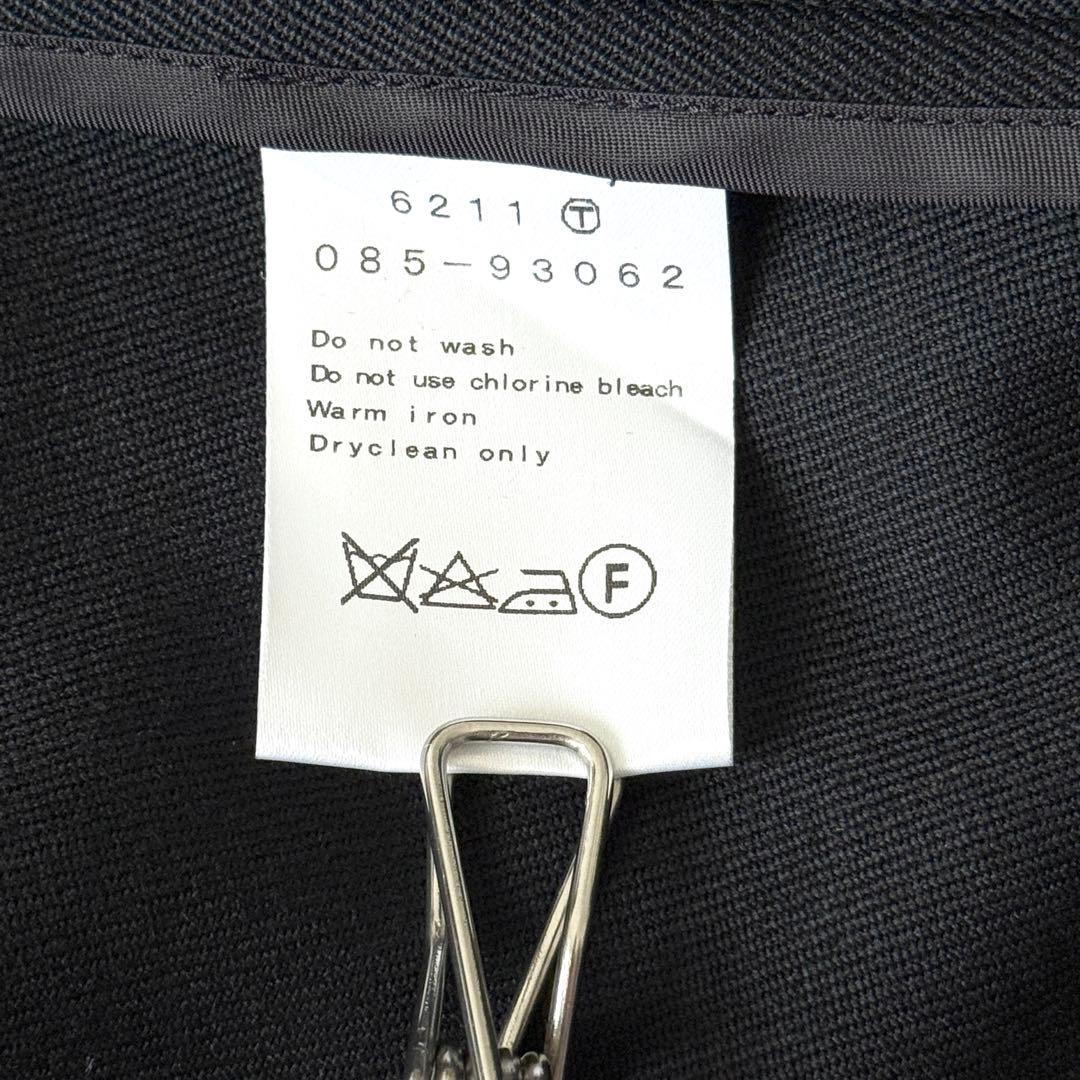 6211 Ⓣ
085-93062
Do not wash
Do not use chlorine bleach
Warm iron
Dryclean only
F